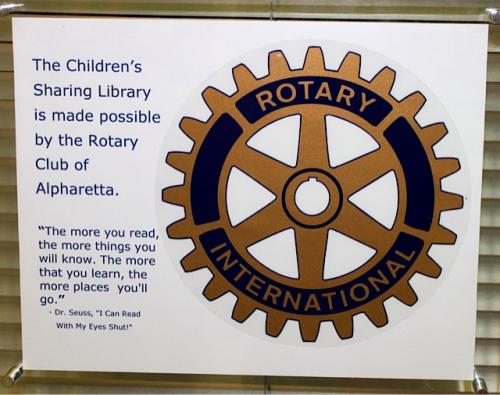 The Children's
Sharing Library
is made possible
by the Rotary
Club of
Alpharetta.
"The more you read,
the more things you
will know. The more
that you learn, the
more places you'll
go."
- Dr. Seuss, "I Can Read
With My Eyes Shut!"
ROTARY
INTERNATIONAL